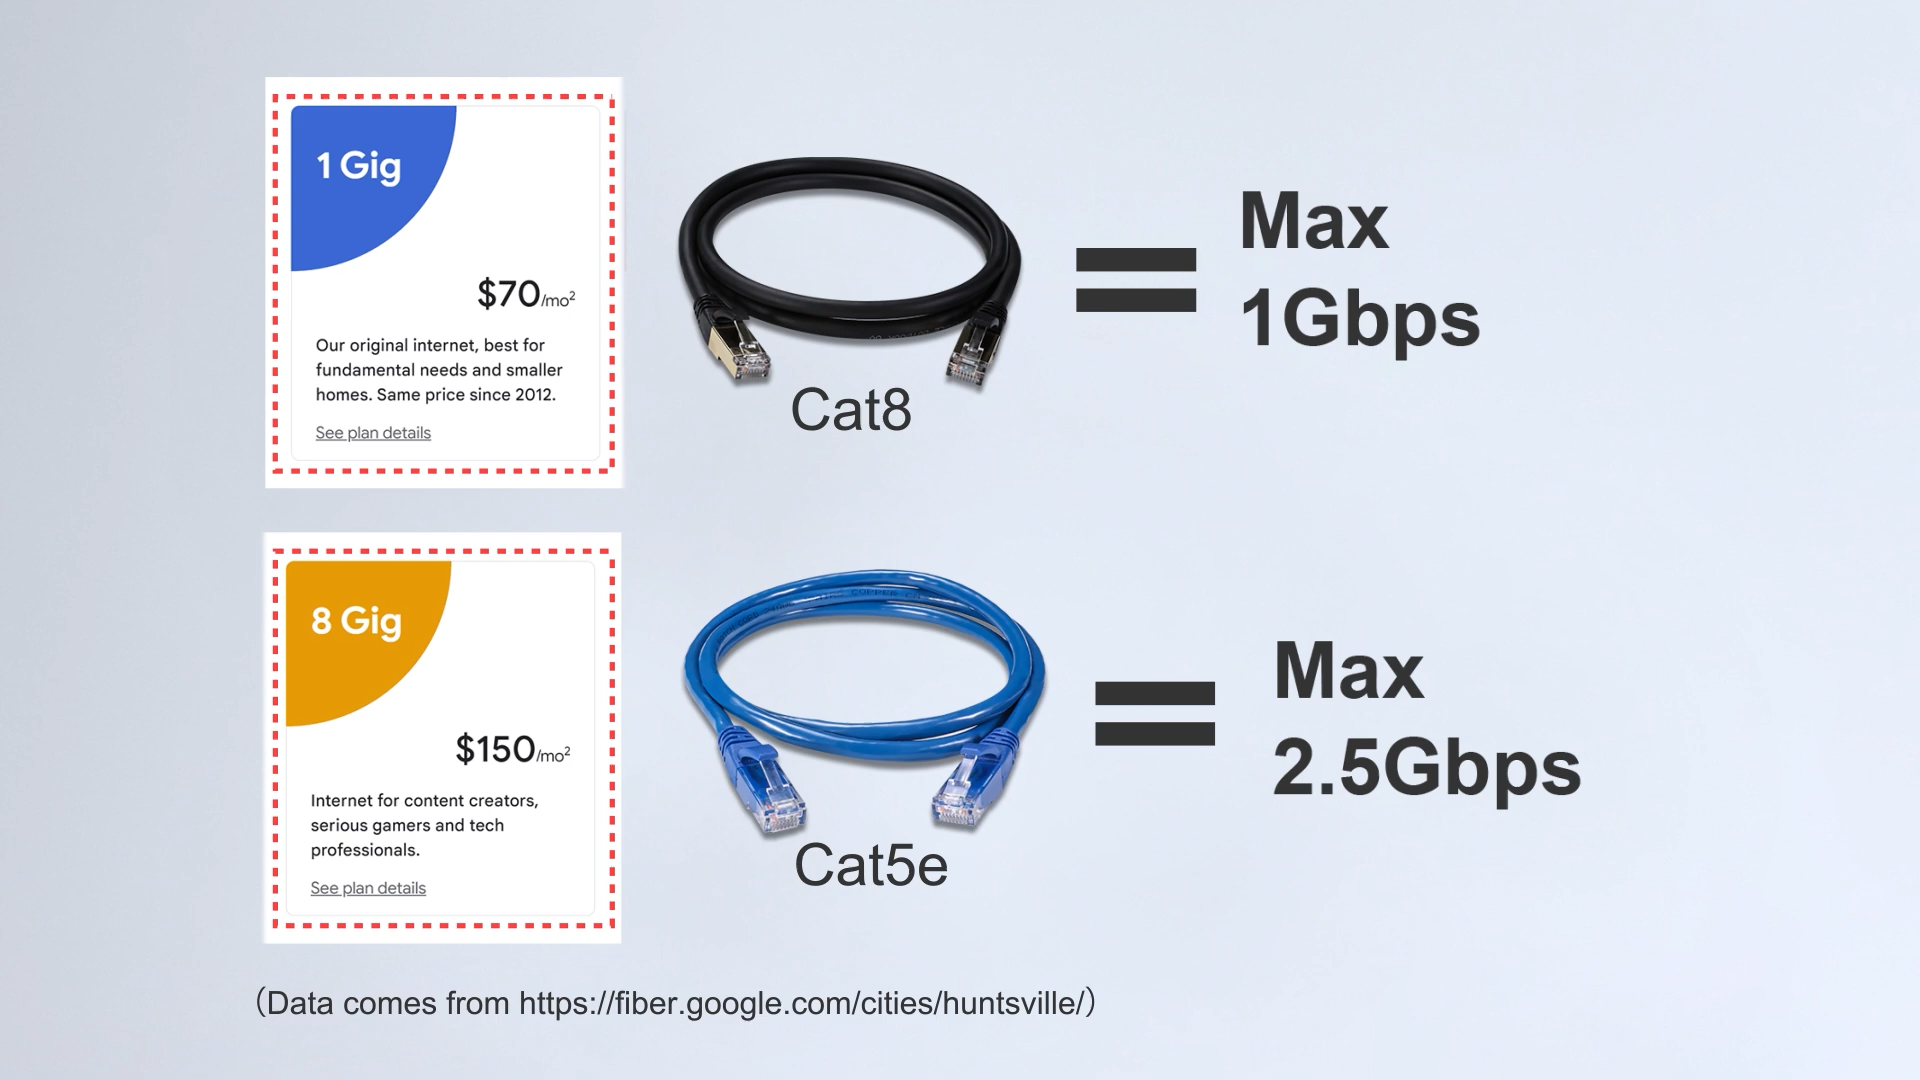 1 Gig
$70/mo²
Our original internet, best for
fundamental needs and smaller
homes. Same price since 2012.
See plan details
Cat8
Max
1Gbps
8 Gig
$150/mo²
Internet for content creators,
serious gamers and tech
professionals.
See plan details
Cat5e
Max
2.5Gbps
（Data comes from https://fiber.google.com/cities/huntsville/）